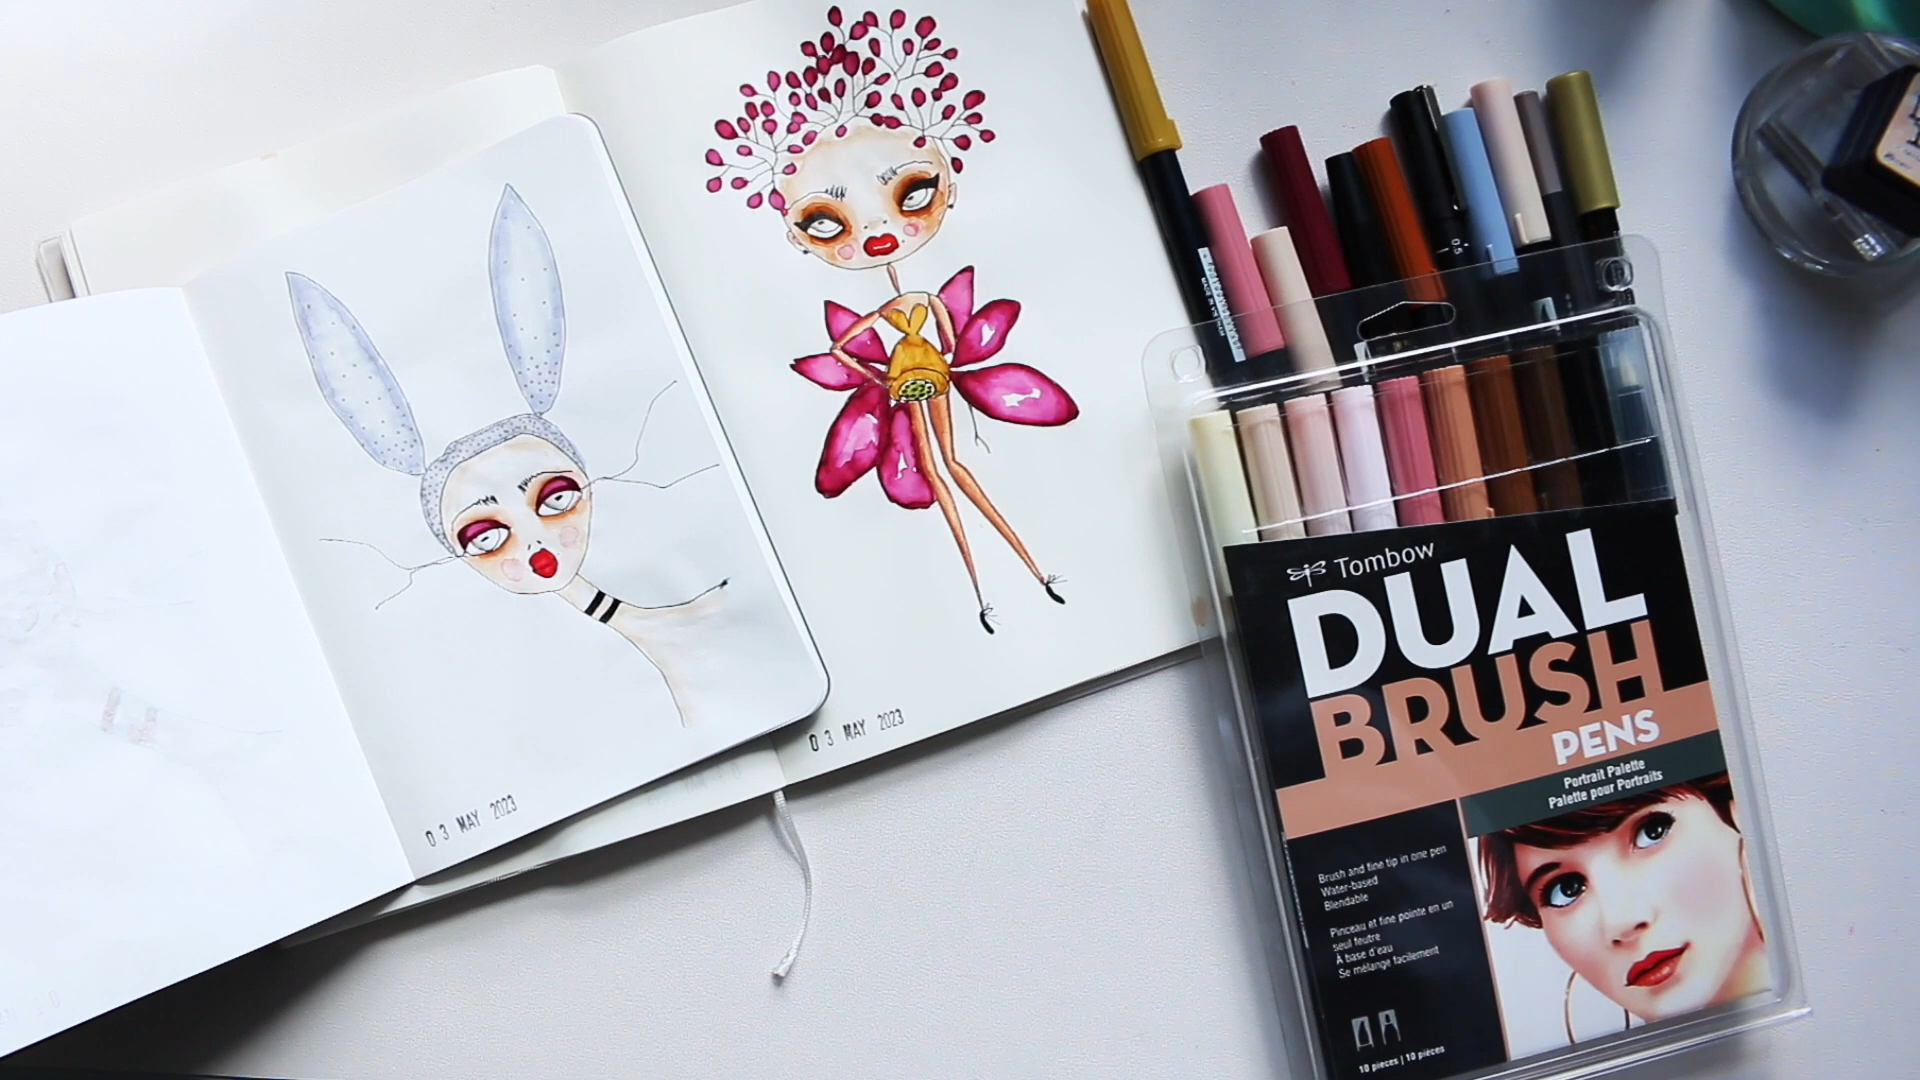 03 MAY 2023
03 MAY 2023
0.5
Tombow
DUAL
BRUSH
PENS
Portrait Palette
Palette pour Portraits
Brush and fine tip in one pen
Water-based
Blendable
Pinceau et fine pointe en un
seul feutre
À base d'eau
Se mélange facilement
10 pieces | 10 pièces